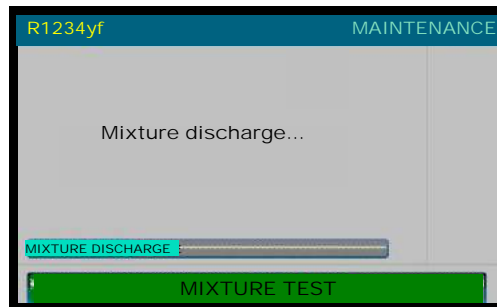 R1234yf MAINTENANCE
Mixture discharge...
MIXTURE DISCHARGE
MIXTURE TEST